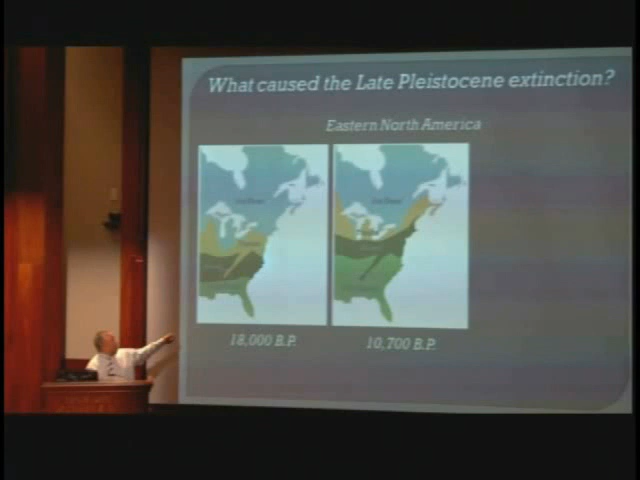 What caused the Late Pleistocene extinction?
Eastern North America
18,000 B.P.
10,700 B.P.